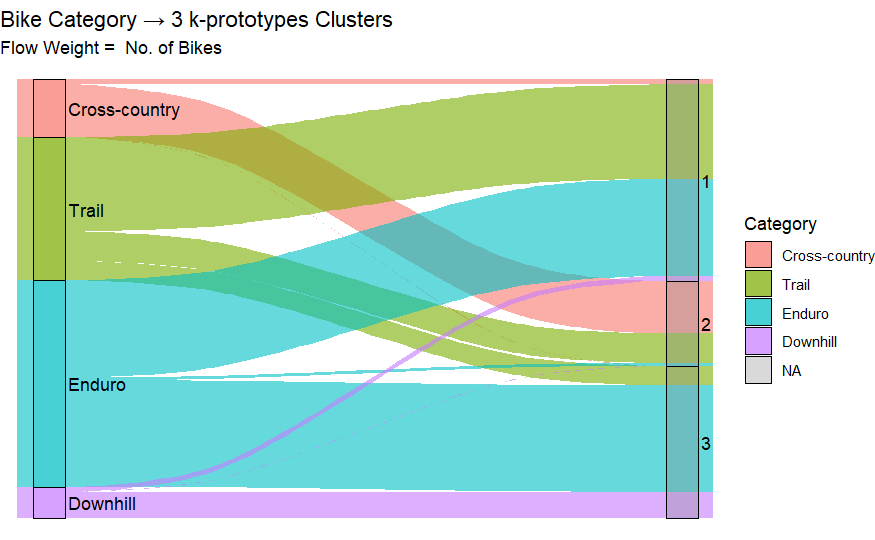 Bike Category → 3 k-prototypes Clusters
Flow Weight =  No. of Bikes
Cross-country
Trail
Enduro
Downhill
1
2
3
Category
Cross-country
Trail
Enduro
Downhill
NA